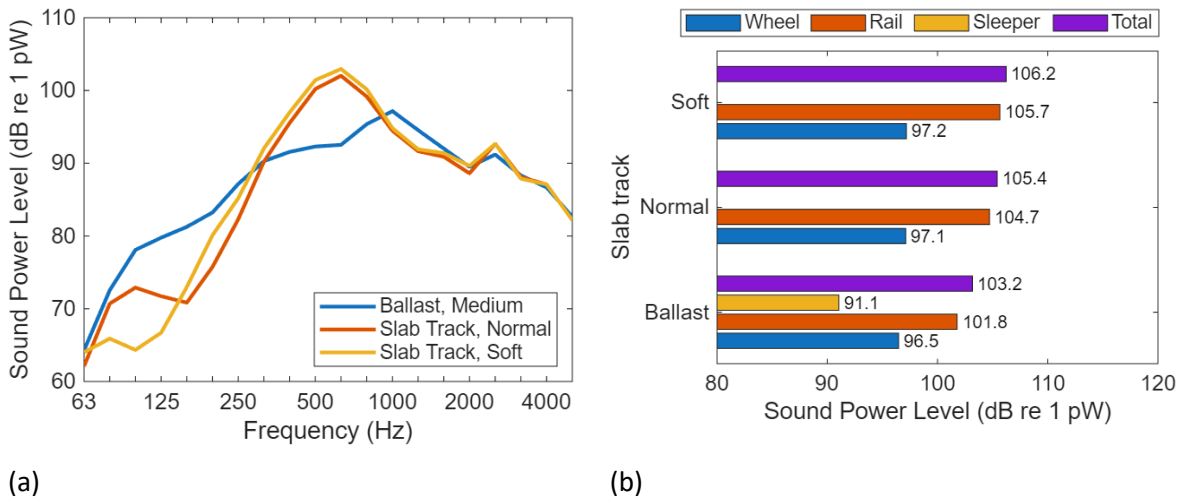 110
100
90
80
70
60
Sound Power Level (dB re 1 pW)
63 125 250 500 1000 2000 4000
Frequency (Hz)
Ballast, Medium
Slab Track, Normal
Slab Track, Soft
(a)
Wheel Rail Sleeper Total
Slab track
Soft
106.2
105.7
97.2
Normal
105.4
104.7
97.1
Ballast
103.2
91.1
101.8
96.5
80 90 100 110 120
Sound Power Level (dB re 1 pW)
(b)